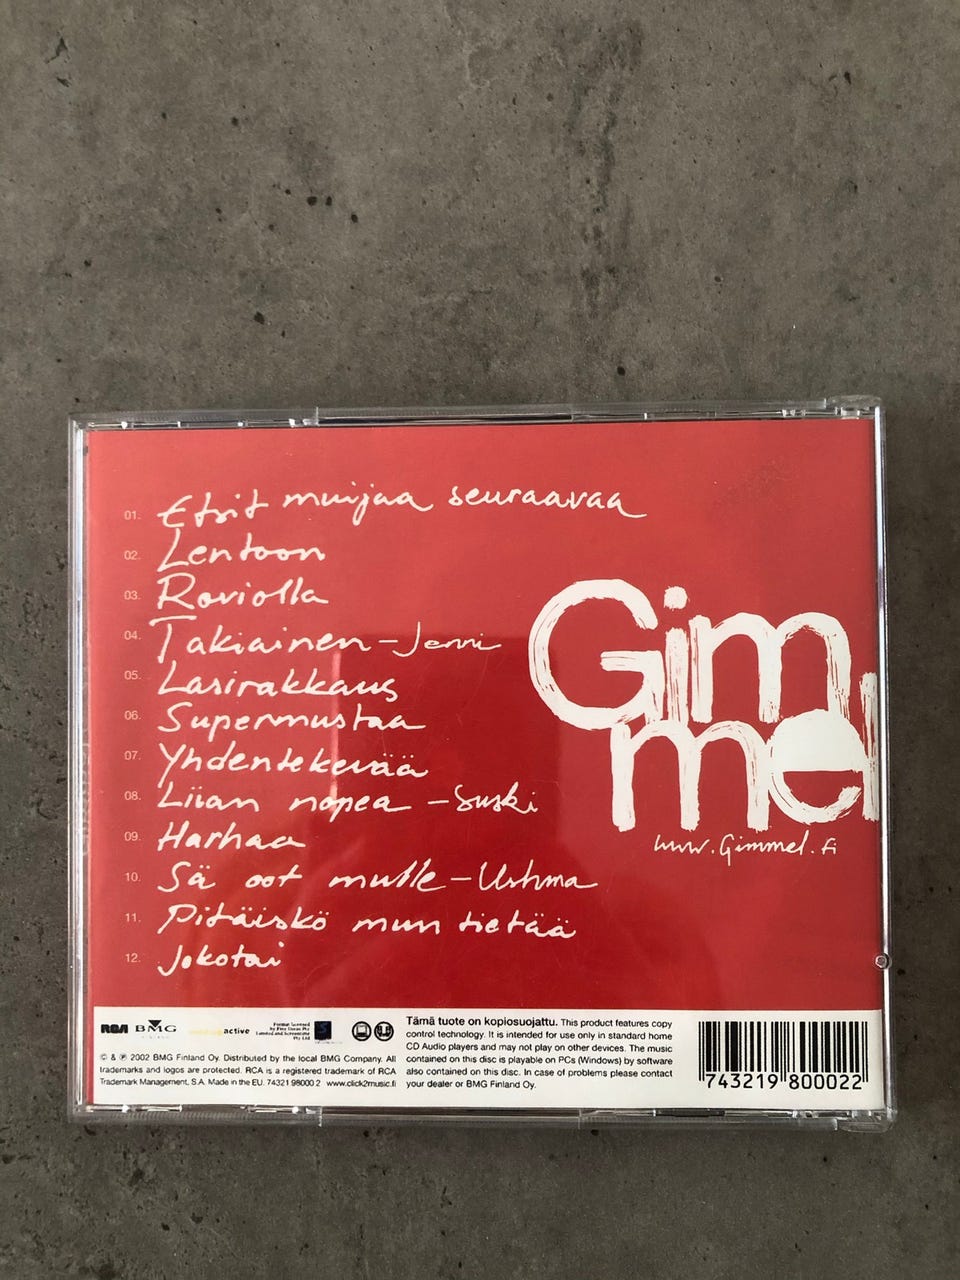 01. Etsit muijaa seuraavaa
02. Lentoon
03. Roviolla
04. Takiainen - Jenni
05. Lasirakkaus
06. Supermustaa
07. Yhdentekevää
08. Liian nopea - Suski
09. Harhaa
10. Sä oot mulle - Ushma
11. Pitäiskö mun tietää
12. Jokotai
Gim
mel
www.Gimmel.fi
RCA BMG
active
Format licensed
© & ℗ 2002 BMG Finland Oy. Distributed by the local BMG Company. All
trademarks and logos are protected. RCA is a registered trademark of RCA
Trademark Management, S.A. Made in the EU. 74321 98000 2 www.click2music.fi
Tämä tuote on kopiosuojattu. This product features copy
control technology. It is intended for use only in standard home
CD Audio players and may not play on other devices. The music
contained on this disc is playable on PCs (Windows) by software
also contained on this disc. In case of problems please contact
your dealer or BMG Finland Oy.
743219 800022